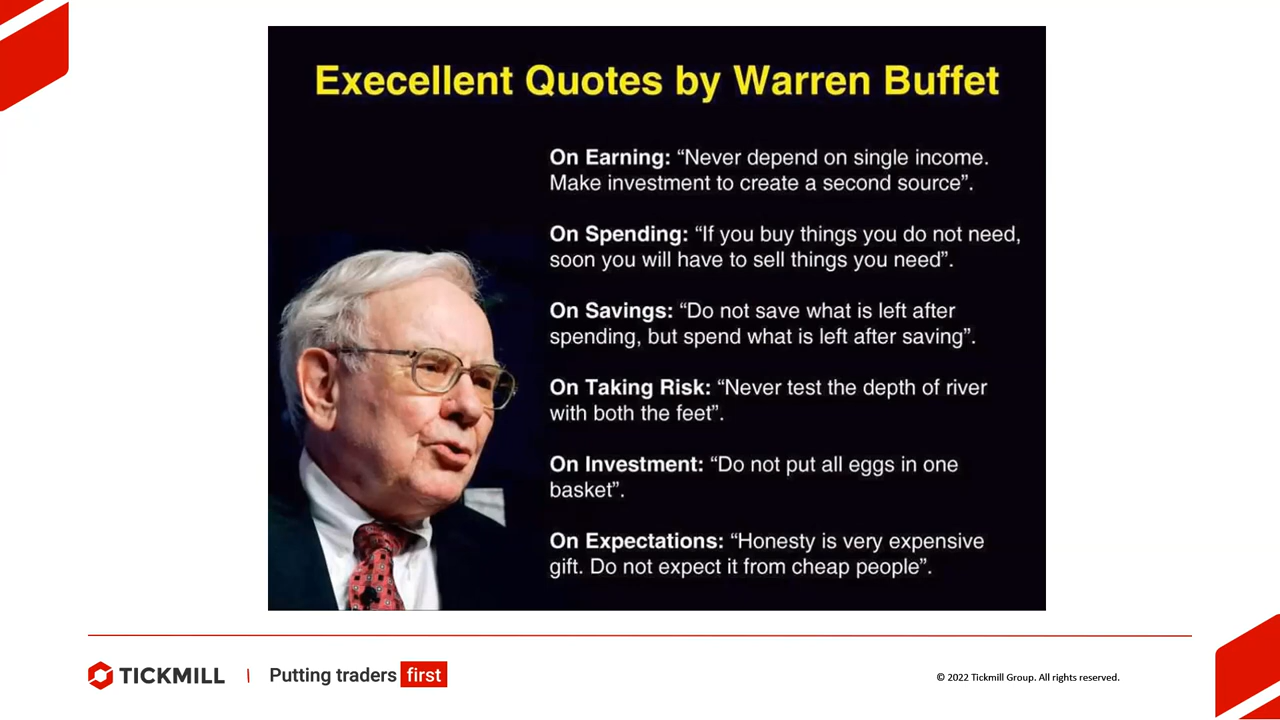 Execellent Quotes by Warren Buffet
On Earning: “Never depend on single income.
Make investment to create a second source”.
On Spending: “If you buy things you do not need,
soon you will have to sell things you need”.
On Savings: “Do not save what is left after
spending, but spend what is left after saving”.
On Taking Risk: “Never test the depth of river
with both the feet”.
On Investment: “Do not put all eggs in one
basket”.
On Expectations: “Honesty is very expensive
gift. Do not expect it from cheap people”.
TICKMILL | Putting traders first
© 2022 Tickmill Group. All rights reserved.